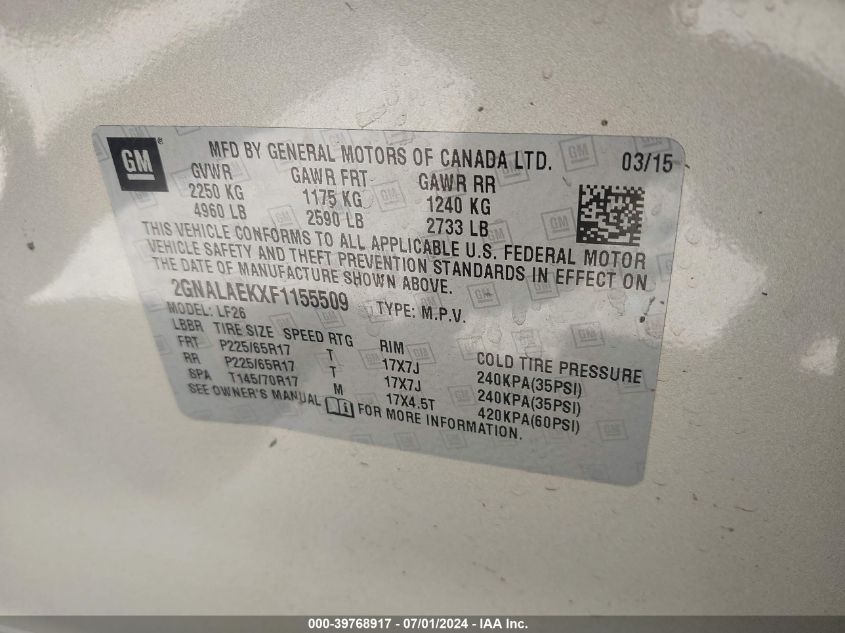 GM ® MFD BY GENERAL MOTORS OF CANADA LTD. 03/15
GVWR GAWR FRT GAWR RR
2250 KG 1175 KG 1240 KG
4960 LB 2590 LB 2733 LB
THIS VEHICLE CONFORMS TO ALL APPLICABLE U.S. FEDERAL MOTOR
VEHICLE SAFETY AND THEFT PREVENTION STANDARDS IN EFFECT ON
THE DATE OF MANUFACTURE SHOWN ABOVE.
2GNALAEKXF1155509 TYPE: M.P.V.
MODEL: LF26
LBBR TIRE SIZE SPEED RTG RIM COLD TIRE PRESSURE
FRT P225/65R17 T 17X7J 240KPA(35PSI)
RR P225/65R17 T 17X7J 240KPA(35PSI)
SPA T145/70R17 M 17X4.5T 420KPA(60PSI)
SEE OWNER'S MANUAL FOR MORE INFORMATION.
000-39768917 - 07/01/2024 - IAA Inc.